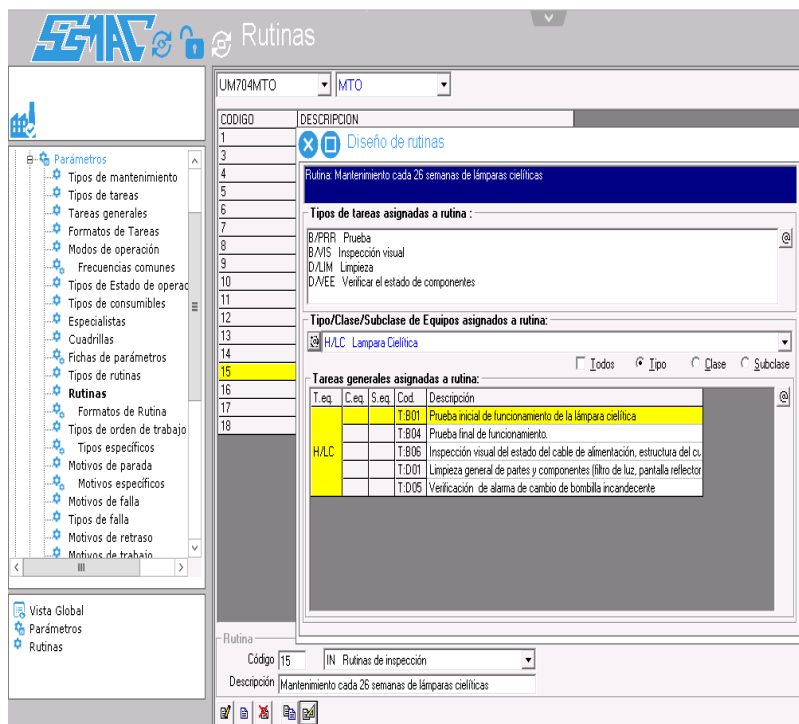 SISMAC
Rutinas
UM704MTO
MTO
CODIGO
DESCRIPCION
1
3
4
5
6
7
8
9
10
11
12
13
14
15
16
17
18
Parámetros
Tipos de mantenimiento
Tipos de tareas
Tareas generales
Formatos de Tareas
Modos de operación
Frecuencias comunes
Tipos de Estado de operac
Tipos de consumibles
Especialistas
Cuadrillas
Fichas de parámetros
Tipos de rutinas
Rutinas
Formatos de Rutina
Tipos de orden de trabajo
Tipos específicos
Motivos de parada
Motivos específicos
Motivos de falla
Tipos de falla
Motivos de retraso
Motivos de trabajo
Vista Global
Parámetros
Rutinas
Diseño de rutinas
Rutina: Mantenimiento cada 26 semanas de lámparas cielíticas
Tipos de tareas asignadas a rutina :
B/PRR Prueba
B/VIS Inspección visual
D/LIM Limpieza
D/VEE Verificar el estado de componentes
@
Tipo/Clase/Subclase de Equipos asignados a rutina:
@ H/LC Lampara Cielítica
Todos Tipo Clase Subclase
Tareas generales asignadas a rutina:
@
T.eq. C.eq. S.eq. Cod. Descripción
T:B01 Prueba inicial de funcionamiento de la lámpara cielítica
T:B04 Prueba final de funcionamiento.
H/LC T:B06 Inspección visual del estado del cable de alimentación, estructura del cu
T:D01 Limpieza general de partes y componentes (filtro de luz, pantalla reflector
T:D05 Verificación de alarma de cambio de bombilla incandecente
Rutina
Código 15 IN Rutinas de inspección
Descripción Mantenimiento cada 26 semanas de lámparas cielíticas